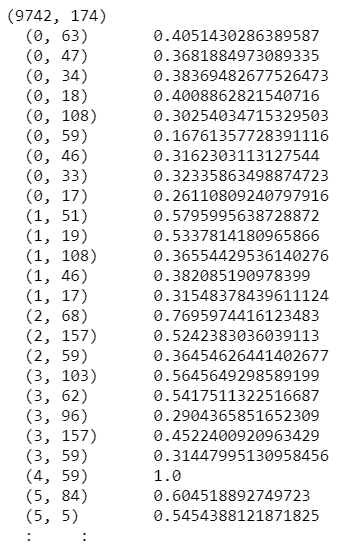 (9742, 174)
(0, 63) 0.4051430286389587
(0, 47) 0.3681884973089335
(0, 34) 0.38369482677526473
(0, 18) 0.4008862821540716
(0, 108) 0.30254034715329503
(0, 59) 0.16761357728391116
(0, 46) 0.3162303113127544
(0, 33) 0.32335863498874723
(0, 17) 0.26110809240797916
(1, 51) 0.5795995638728872
(1, 19) 0.5337814180965866
(1, 108) 0.36554429536140276
(1, 46) 0.382085190978399
(1, 17) 0.31548378439611124
(2, 68) 0.7695974416123483
(2, 157) 0.5242383036039113
(2, 59) 0.36454626441402677
(3, 103) 0.5645649298589199
(3, 62) 0.5417511322516687
(3, 96) 0.2904365851652309
(3, 157) 0.4522400920963429
(3, 59) 0.31447995130958456
(4, 59) 1.0
(5, 84) 0.604518892749723
(5, 5) 0.5454388121871825
: :